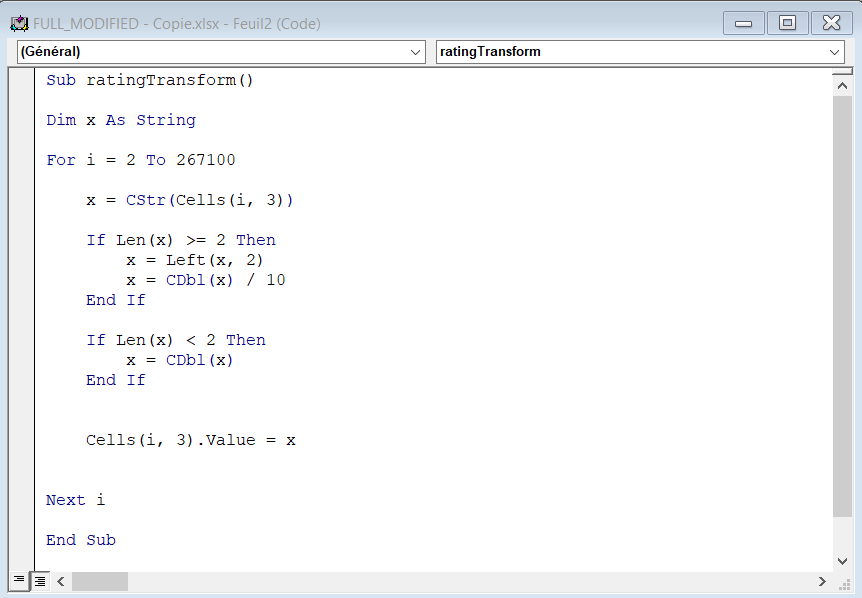 FULL_MODIFIED - Copie.xlsx - Feuil2 (Code)
(Général) ratingTransform
Sub ratingTransform()
Dim x As String
For i = 2 To 267100
x = CStr(Cells(i, 3))
If Len(x) >= 2 Then
x = Left(x, 2)
x = CDbl(x) / 10
End If
If Len(x) < 2 Then
x = CDbl(x)
End If
Cells(i, 3).Value = x
Next i
End Sub